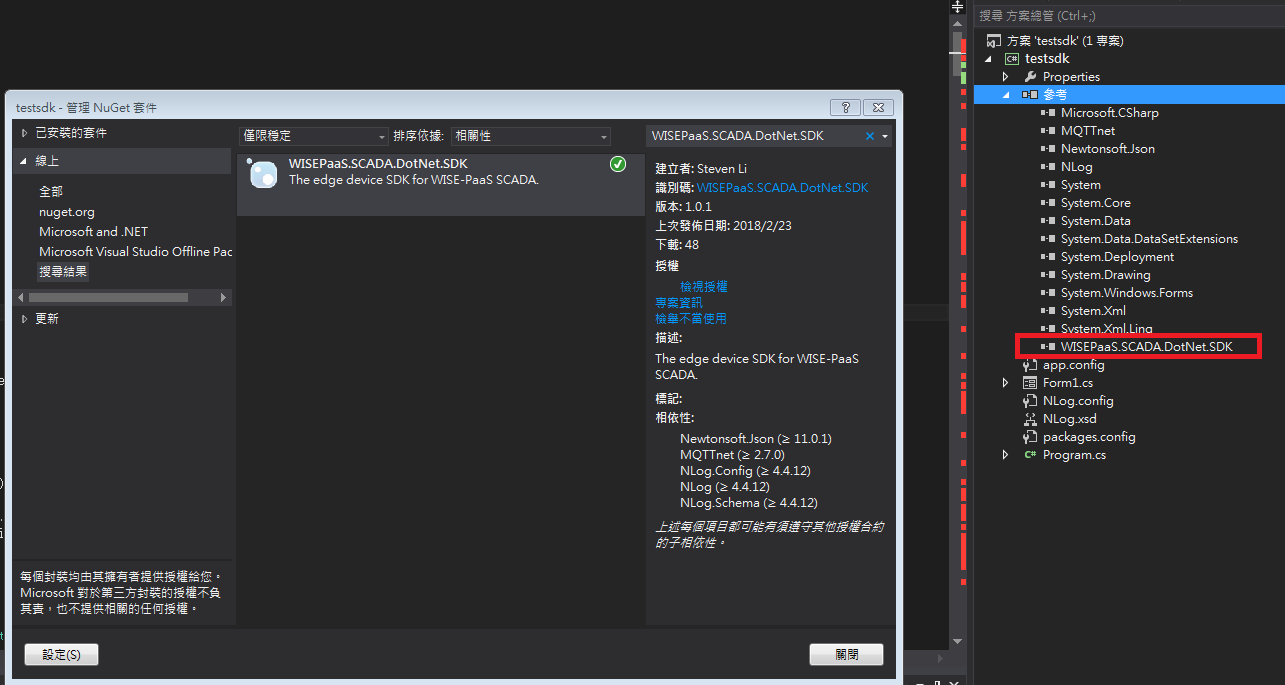 testsdk - 管理 NuGet 套件
已安裝的套件
線上
全部
nuget.org
Microsoft and .NET
Microsoft Visual Studio Offline Pac
搜尋結果
更新
每個封裝均由其擁有者提供授權給您。
Microsoft 對於第三方封裝的授權不負
其責，也不提供相關的任何授權。
設定(S)
僅限穩定
排序依據:
相關性
WISEPaaS.SCADA.DotNet.SDK
The edge device SDK for WISE-PaaS SCADA.
WISEPaaS.SCADA.DotNet.SDK
建立者: Steven Li
識別碼: WISEPaaS.SCADA.DotNet.SDK
版本: 1.0.1
上次發佈日期: 2018/2/23
下載: 48
授權
檢視授權
專案資訊
檢舉不當使用
描述:
The edge device SDK for WISE-PaaS
SCADA.
標記:
相依性:
Newtonsoft.Json (≥ 11.0.1)
MQTTnet (≥ 2.7.0)
NLog.Config (≥ 4.4.12)
NLog (≥ 4.4.12)
NLog.Schema (≥ 4.4.12)
上述每個項目都可能有須遵守其他授權合約
的子相依性。
關閉
搜尋 方案總管 (Ctrl+;)
方案 'testsdk' (1 專案)
C# testsdk
Properties
參考
Microsoft.CSharp
MQTTnet
Newtonsoft.Json
NLog
System
System.Core
System.Data
System.Data.DataSetExtensions
System.Deployment
System.Drawing
System.Windows.Forms
System.Xml
System.Xml.Linq
WISEPaaS.SCADA.DotNet.SDK
app.config
Form1.cs
NLog.config
NLog.xsd
packages.config
C# Program.cs